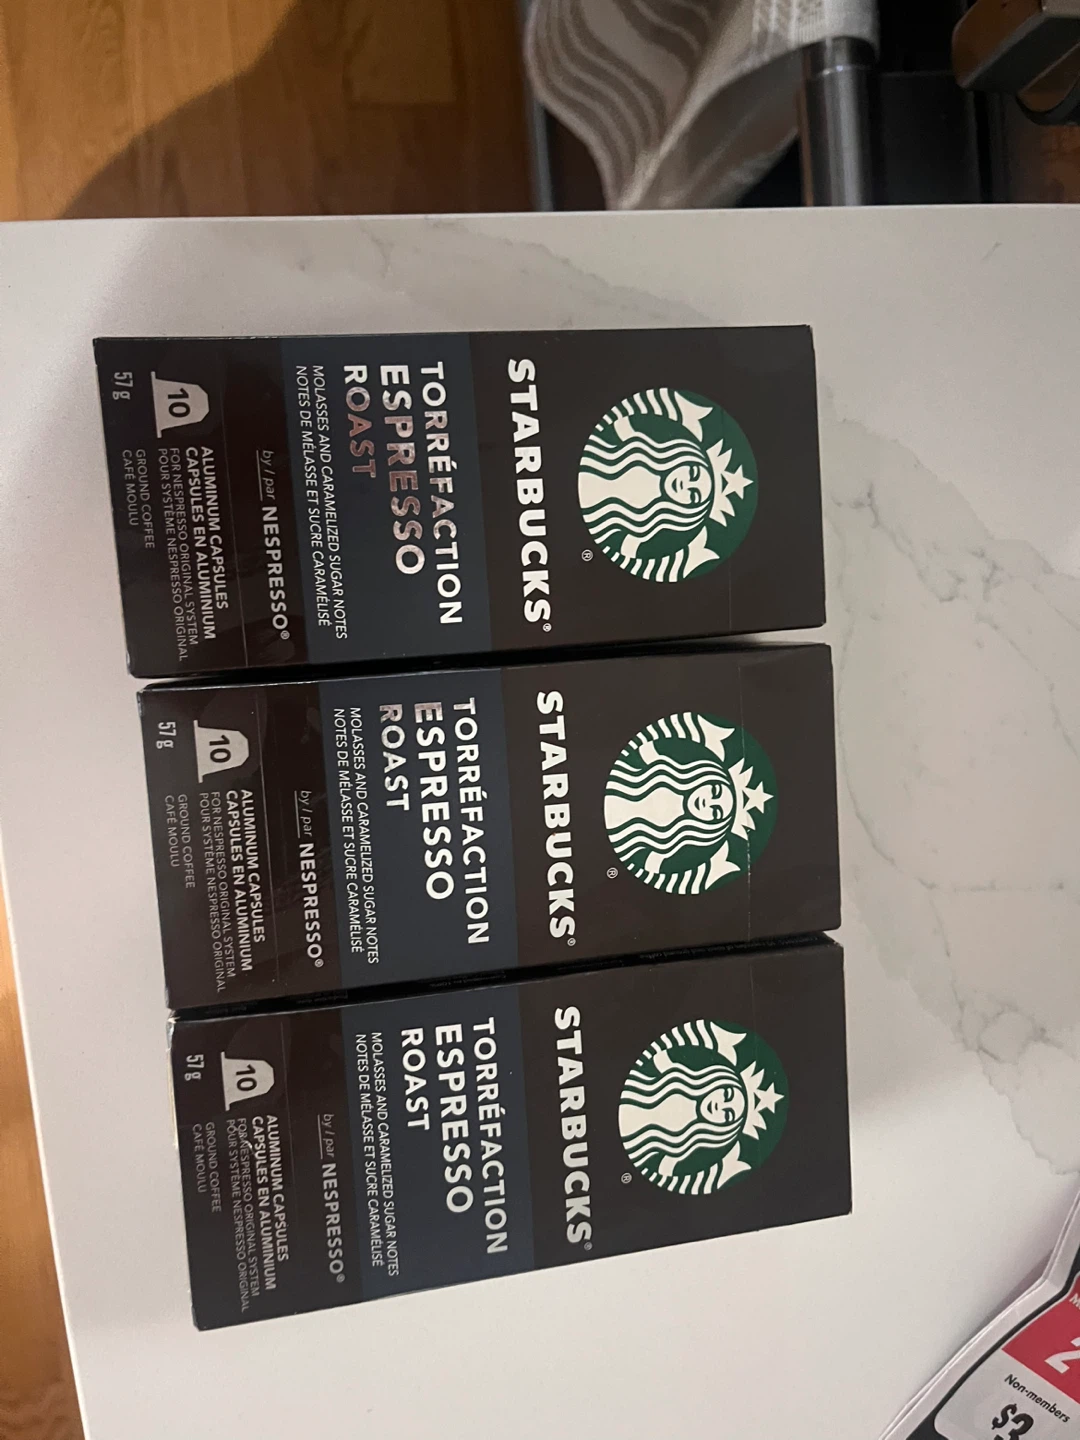 STARBUCKS®
TORRÉFACTION
ESPRESSO
ROAST
MOLASSES AND CARAMELIZED SUGAR NOTES
NOTES DE MÉLASSE ET SUCRE CARAMÉLISÉ
by / par NESPRESSO®
10
ALUMINUM CAPSULES
CAPSULES EN ALUMINIUM
FOR NESPRESSO ORIGINAL SYSTEM
POUR SYSTÈME NESPRESSO ORIGINAL
57 g
GROUND COFFEE
CAFÉ MOULU
STARBUCKS®
TORRÉFACTION
ESPRESSO
ROAST
MOLASSES AND CARAMELIZED SUGAR NOTES
NOTES DE MÉLASSE ET SUCRE CARAMÉLISÉ
by / par NESPRESSO®
10
ALUMINUM CAPSULES
CAPSULES EN ALUMINIUM
FOR NESPRESSO ORIGINAL SYSTEM
POUR SYSTÈME NESPRESSO ORIGINAL
57 g
GROUND COFFEE
CAFÉ MOULU
STARBUCKS®
TORRÉFACTION
ESPRESSO
ROAST
MOLASSES AND CARAMELIZED SUGAR NOTES
NOTES DE MÉLASSE ET SUCRE CARAMÉLISÉ
by / par NESPRESSO®
10
ALUMINUM CAPSULES
CAPSULES EN ALUMINIUM
FOR NESPRESSO ORIGINAL SYSTEM
POUR SYSTÈME NESPRESSO ORIGINAL
57 g
GROUND COFFEE
CAFÉ MOULU
2
Non-members
$3